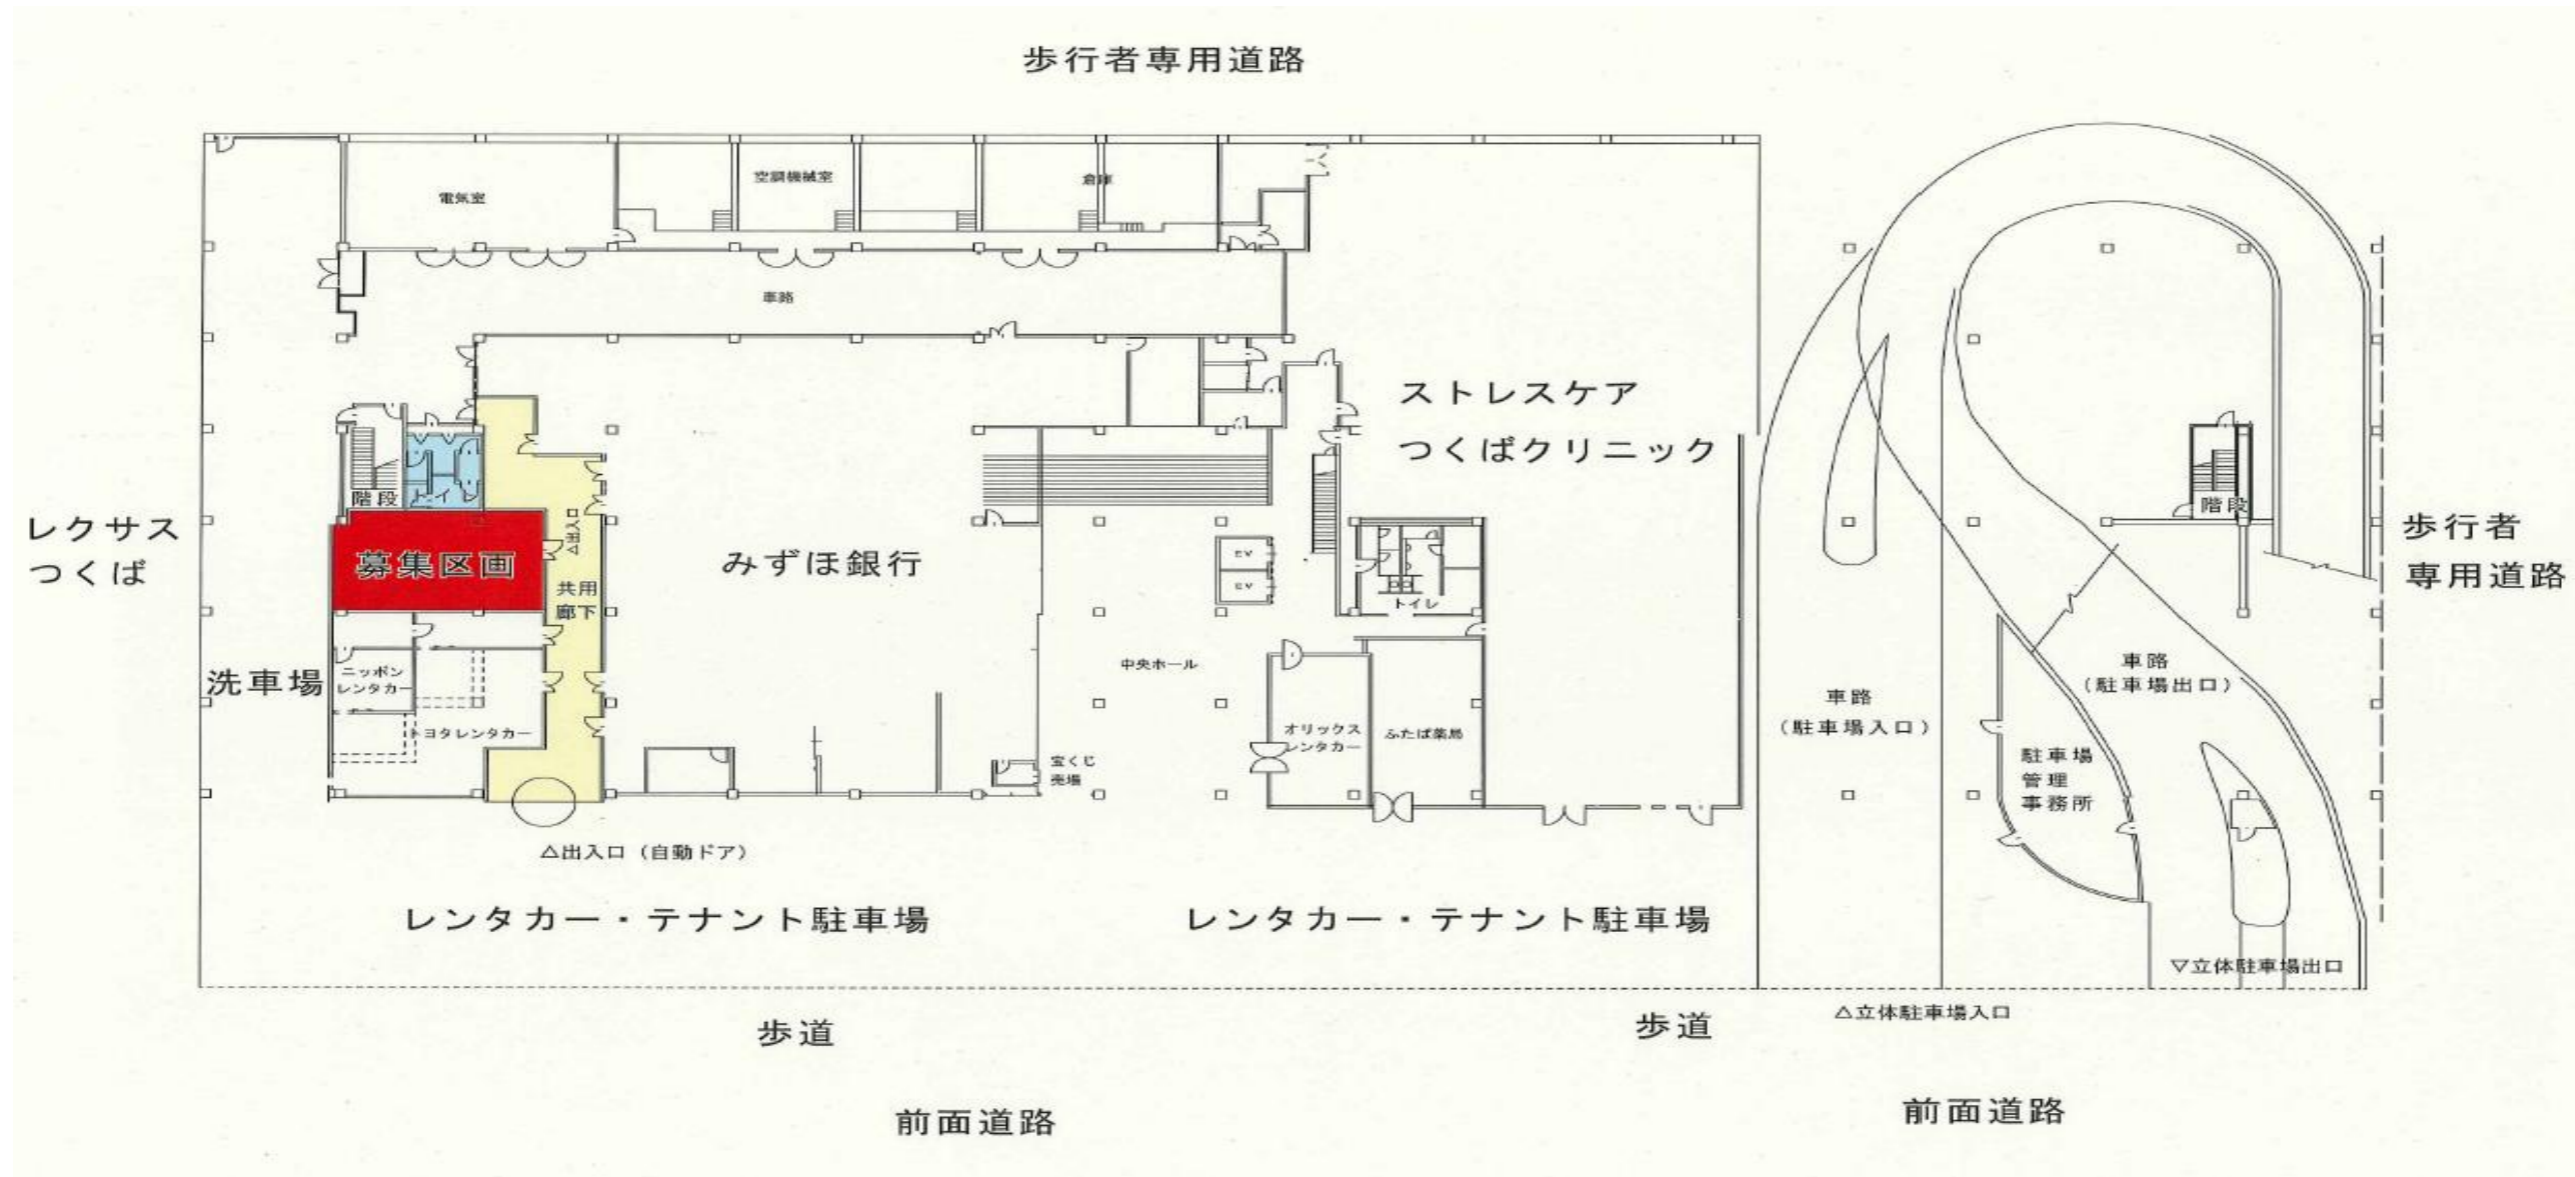 歩行者専用道路
電気室
空調機械室
倉庫
車路
ストレスケア
つくばクリニック
階段
トイレ
階段
レクサス
つくば
募集区画
△出入口
共用
廊下
みずほ銀行
EV
EV
トイレ
歩行者
専用道路
洗車場
ニッポン
レンタカー
トヨタレンタカー
中央ホール
オリックス
レンタカー
ふたば薬局
宝くじ
売場
車路
(駐車場入口)
車路
(駐車場出口)
駐車場
管理
事務所
△出入口(自動ドア)
レンタカー・テナント駐車場
レンタカー・テナント駐車場
▽立体駐車場出口
△立体駐車場入口
歩道
歩道
前面道路
前面道路